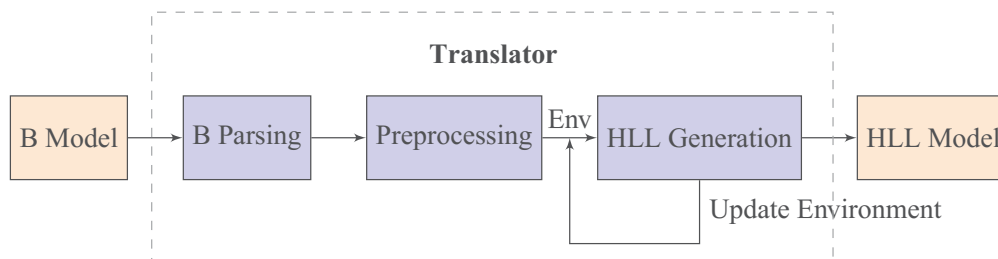 Translator
B Model
B Parsing
Preprocessing
Env
HLL Generation
HLL Model
Update Environment